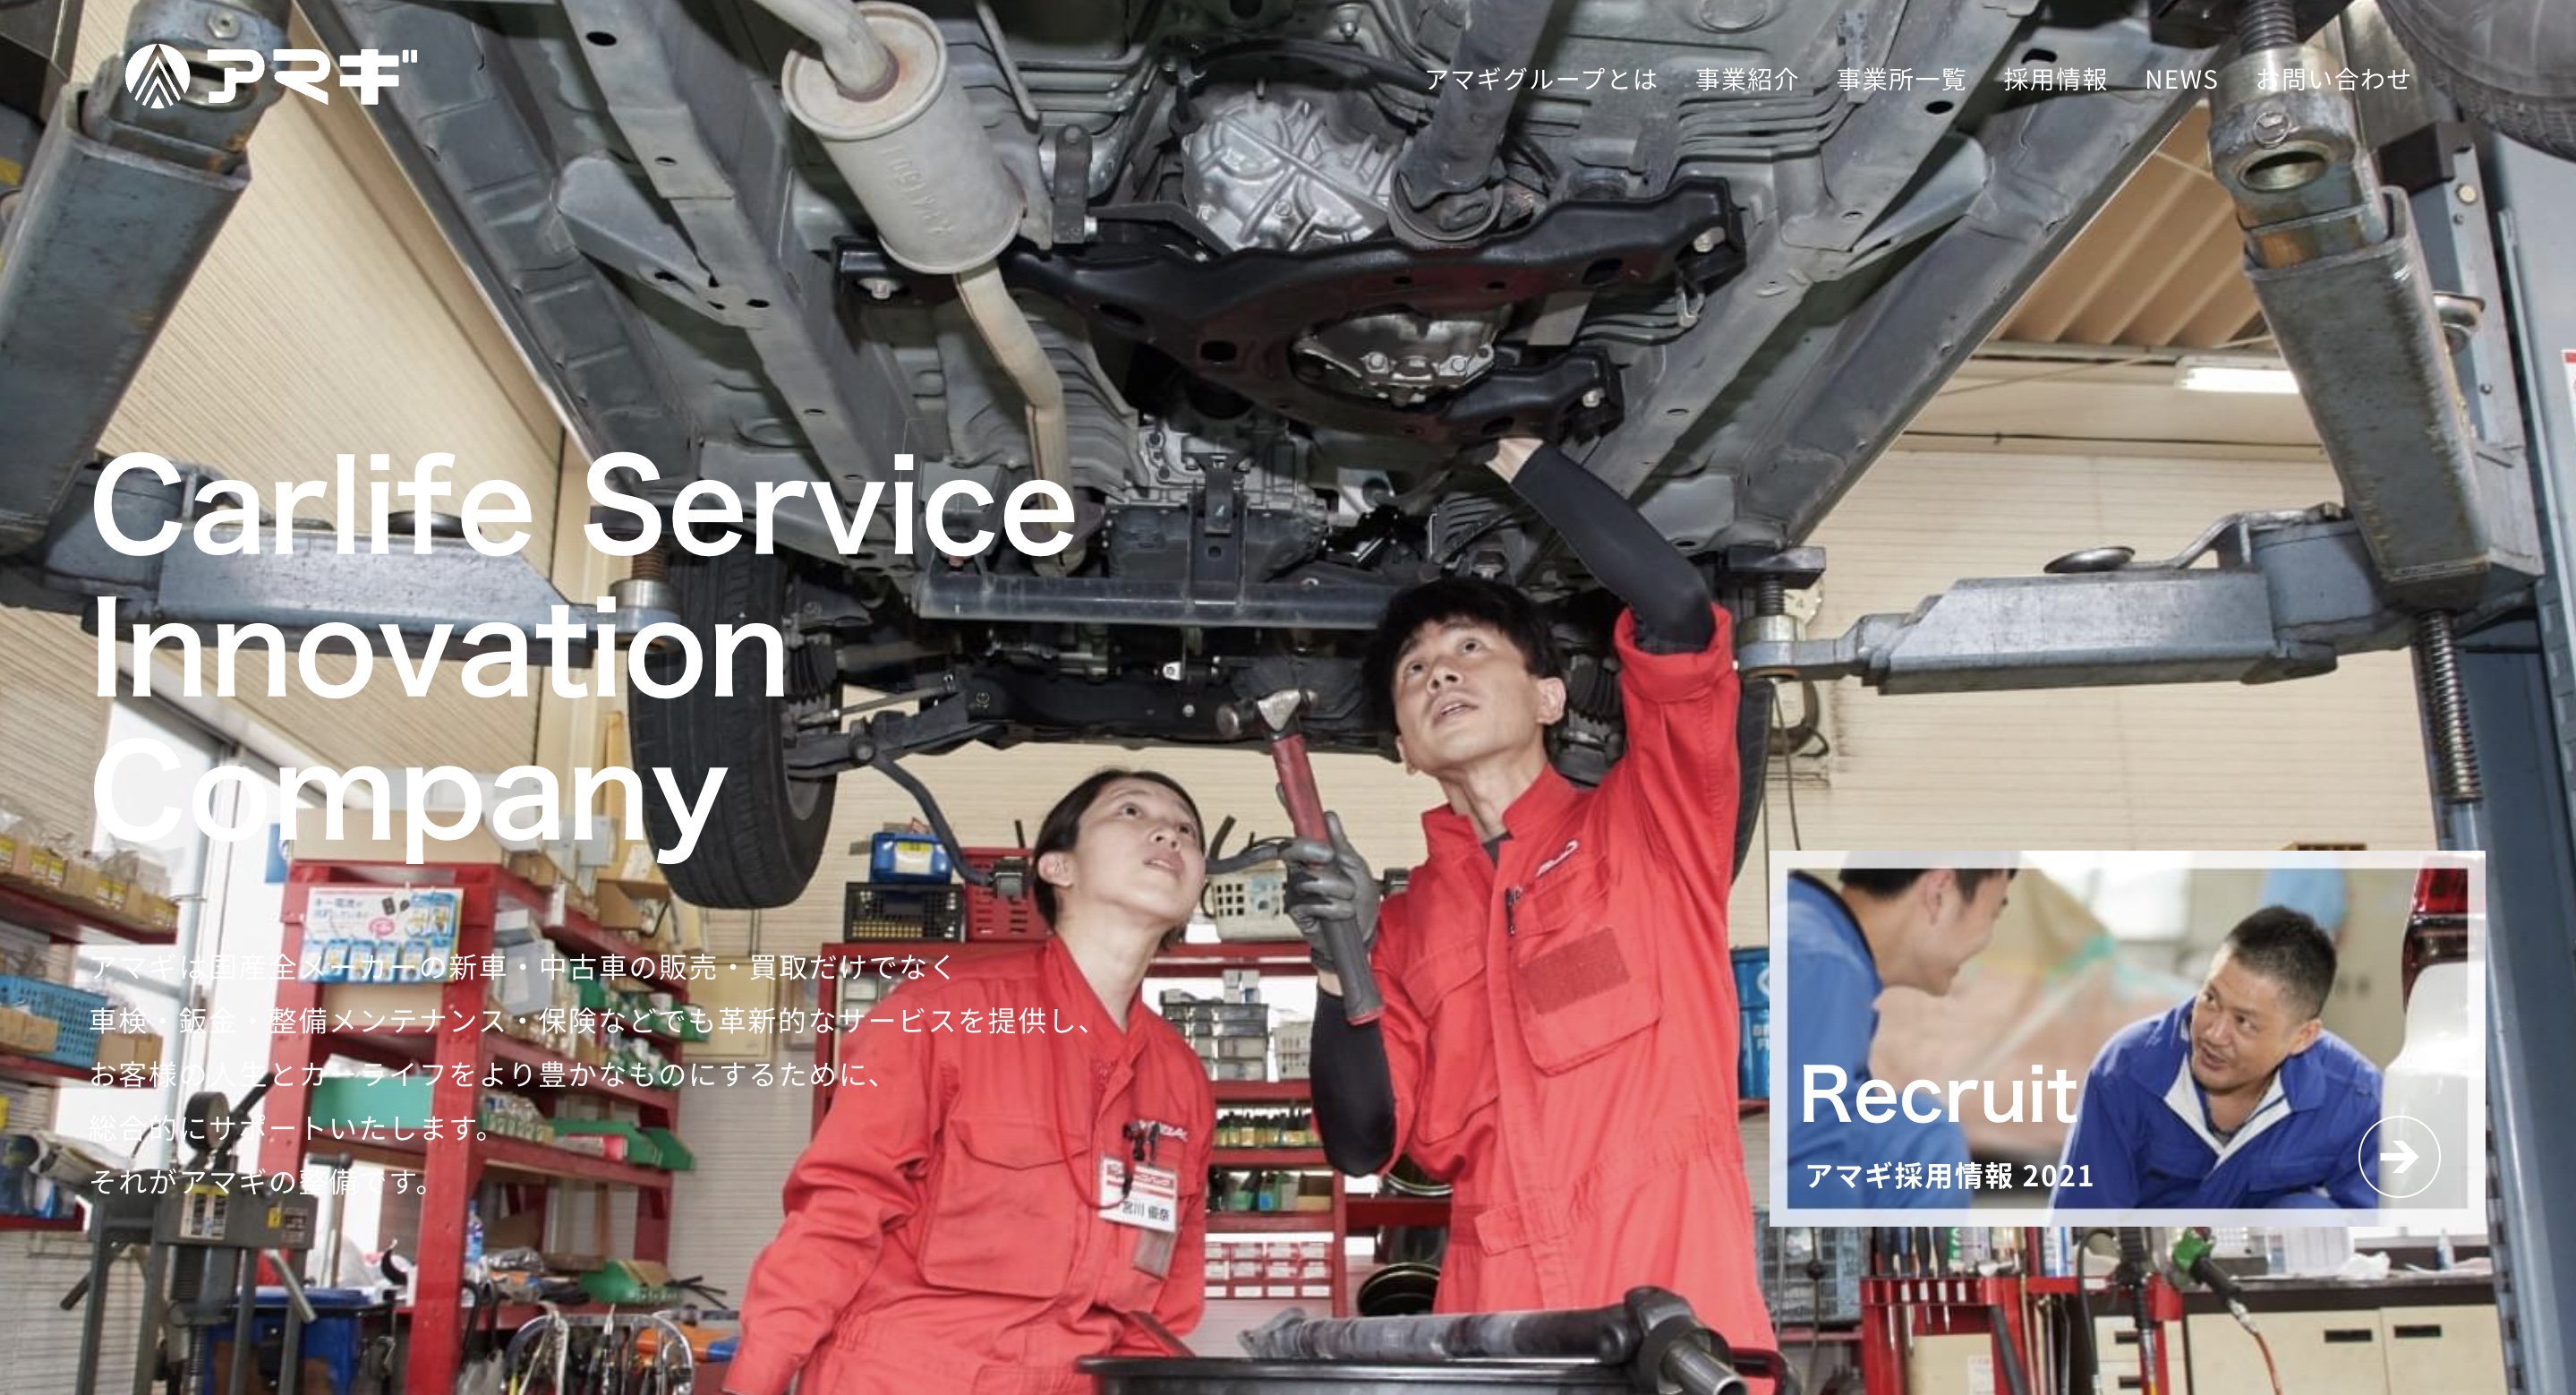 アマギ
アマギグループとは 事業紹介 事業所一覧 採用情報 NEWS お問い合わせ
Carlife Service
Innovation
Company
アマギは国産全メーカーの新車・中古車の販売・買取だけでなく
車検・鈑金・整備メンテナンス・保険などでも革新的なサービスを提供し、
お客様の人生とカーライフをより豊かなものにするために、
総合的にサポートいたします。
それがアマギの整備です。
Recruit
アマギ採用情報 2021